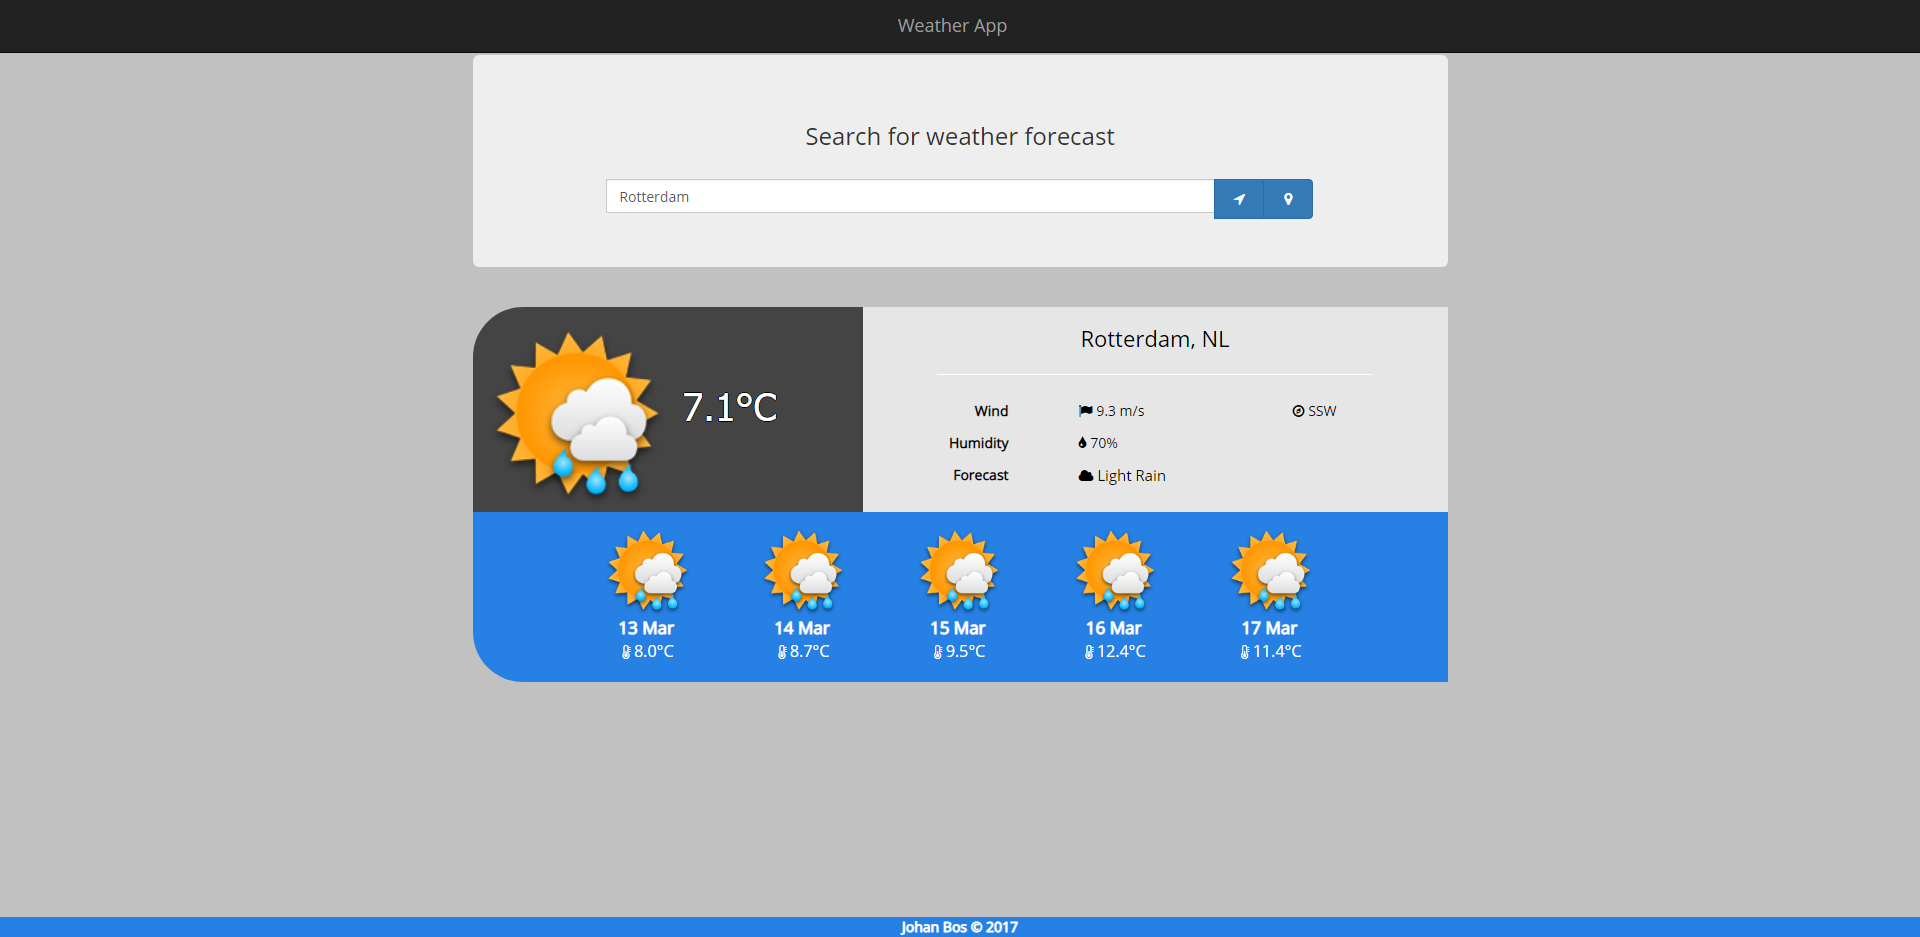 Weather App
Search for weather forecast
Rotterdam
7.1°C
Rotterdam, NL
Wind 9.3 m/s SSW
Humidity 70%
Forecast Light Rain
13 Mar 14 Mar 15 Mar 16 Mar 17 Mar
8.0°C 8.7°C 9.5°C 12.4°C 11.4°C
Johan Bos © 2017